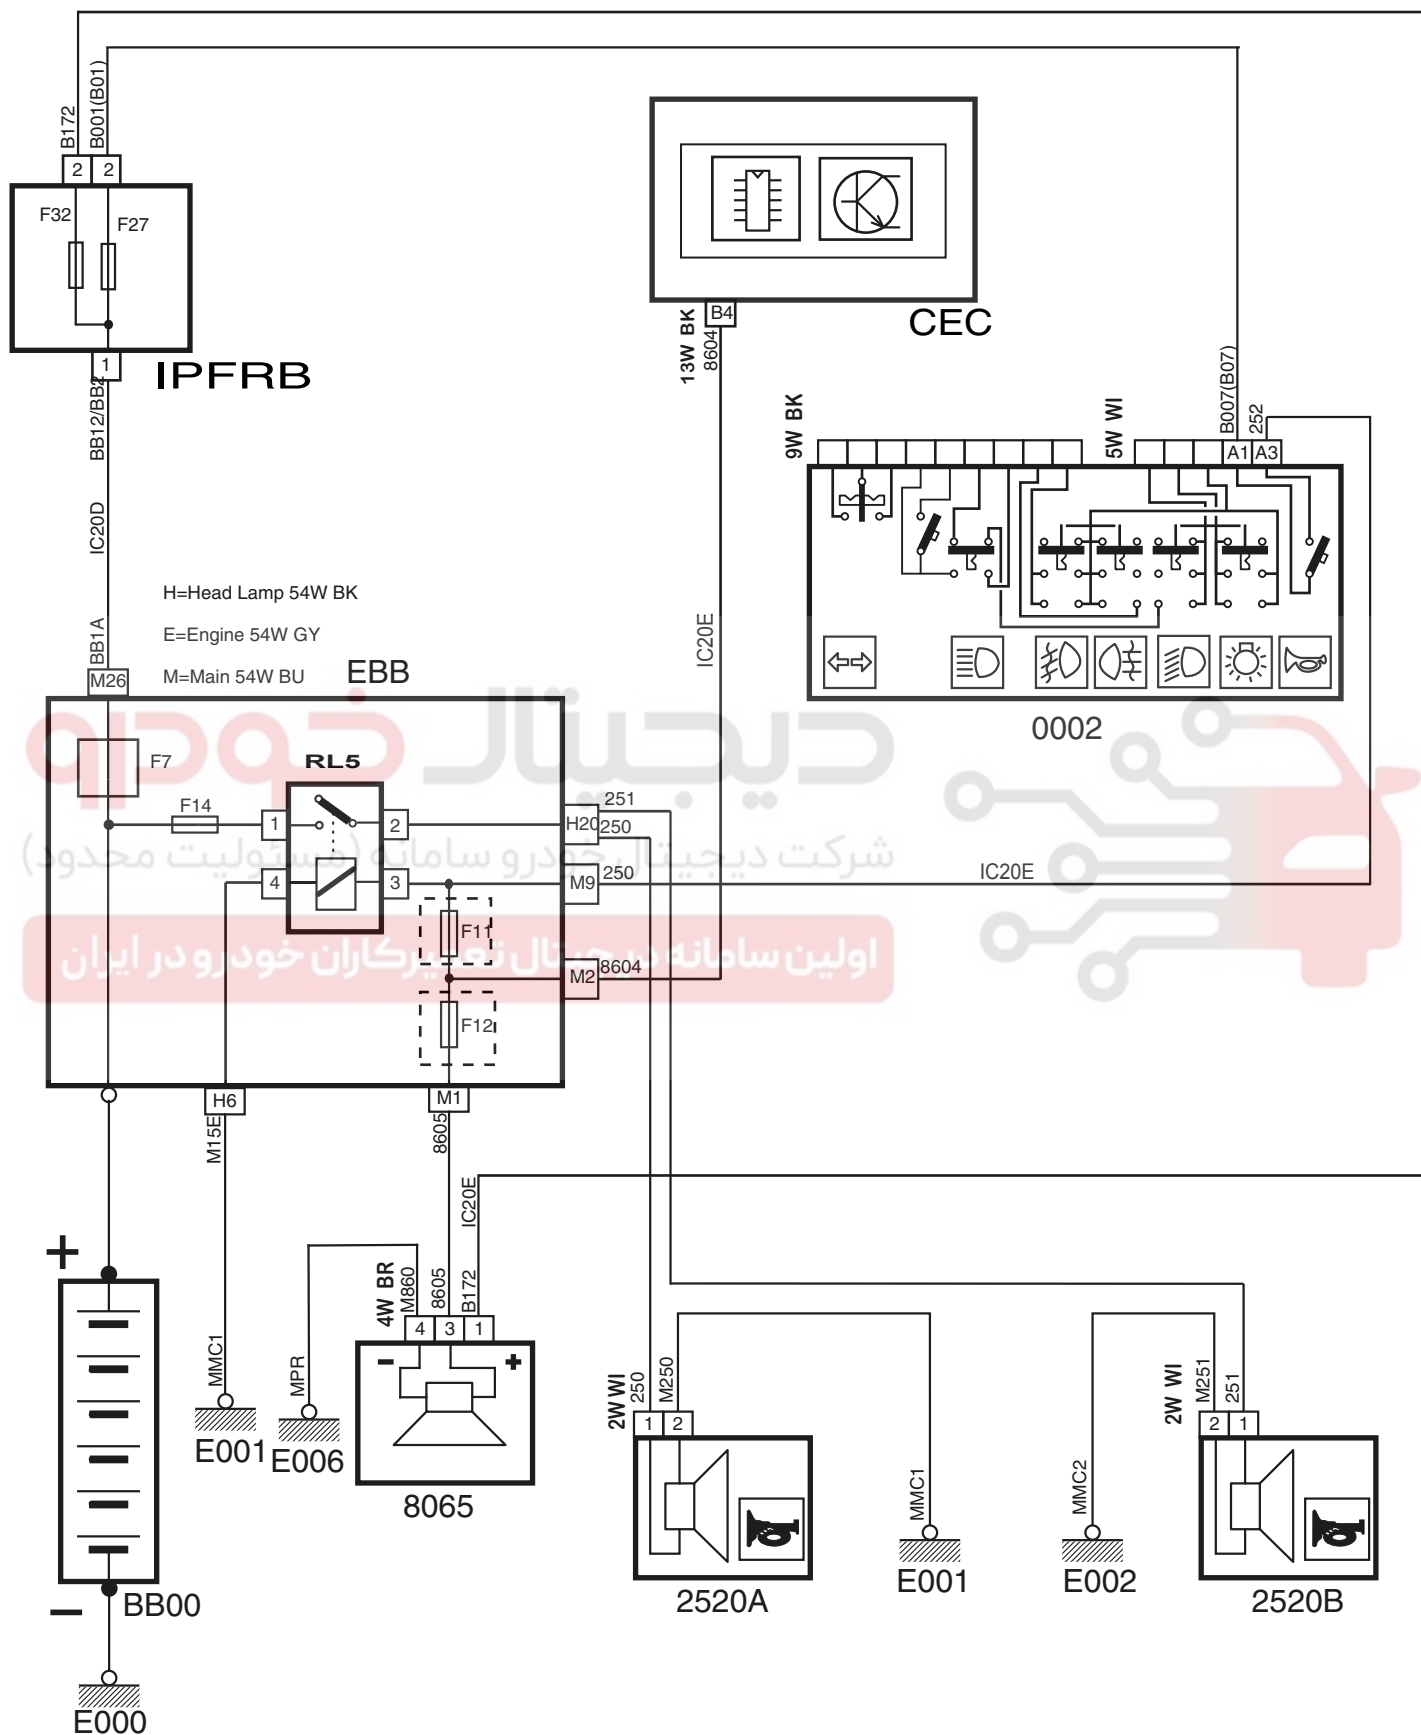 B172
B001(B01)
2
2
F32
F27
1
IPFRB
BB12/BB2
IC20D
BB1A
M26
CEC
B4
13W BK
8604
IC20E
9W BK
5W WI
B007(B07)
252
A1
A3
0002
H=Head Lamp 54W BK
E=Engine 54W GY
M=Main 54W BU
EBB
دیجیتال خودرو
شرکت دیجیتال خودرو سامانه (مسئولیت محدود)
اولین سامانه دیجیتال تعمیرکاران خودرو در ایران
F7
F14
RL5
1
2
4
3
H20
251
250
M9
250
IC20E
F11
M2
8604
F12
H6
M1
M15E
8605
IC20E
MMC1
E001
MPR
E006
4W BR
M860
8605
B172
4
3
1
-
+
8065
+
−
BB00
E000
2W WI
250
M250
1
2
2520A
MMC1
E001
MMC2
E002
2W WI
M251
251
2
1
2520B